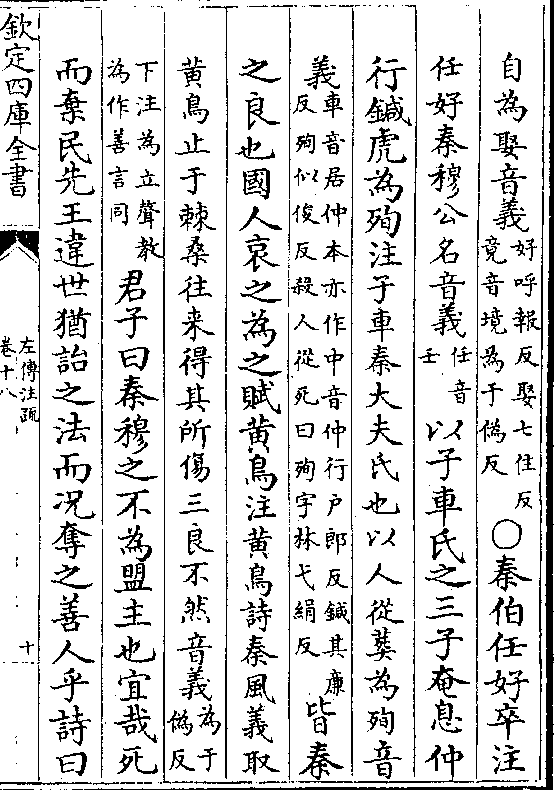 自為娶音義好呼報反娶七住反竟音境為于偽反○秦伯任好卒注
任好秦穆公名音義任音壬以子車氏之三子奄息仲
行鍼虎為殉注子車秦大夫氏也以人從葬為殉音
義車音居仲本亦作中音仲行户郎反鍼其廉反殉似俊反殺人從死曰殉字林弋絹反皆秦
之良也國人哀之為之賦黄鳥注黄鳥詩秦風義取
黄鳥止于棘桑往来得其所傷三良不然音義為于偽反
下注為立聲教為作善言同君子曰秦穆之不為盟主也宜哉死
而棄民先王違世猶詒之法而况奪之善人乎詩曰
欽定四庫全書
左傳注疏
卷十八
十